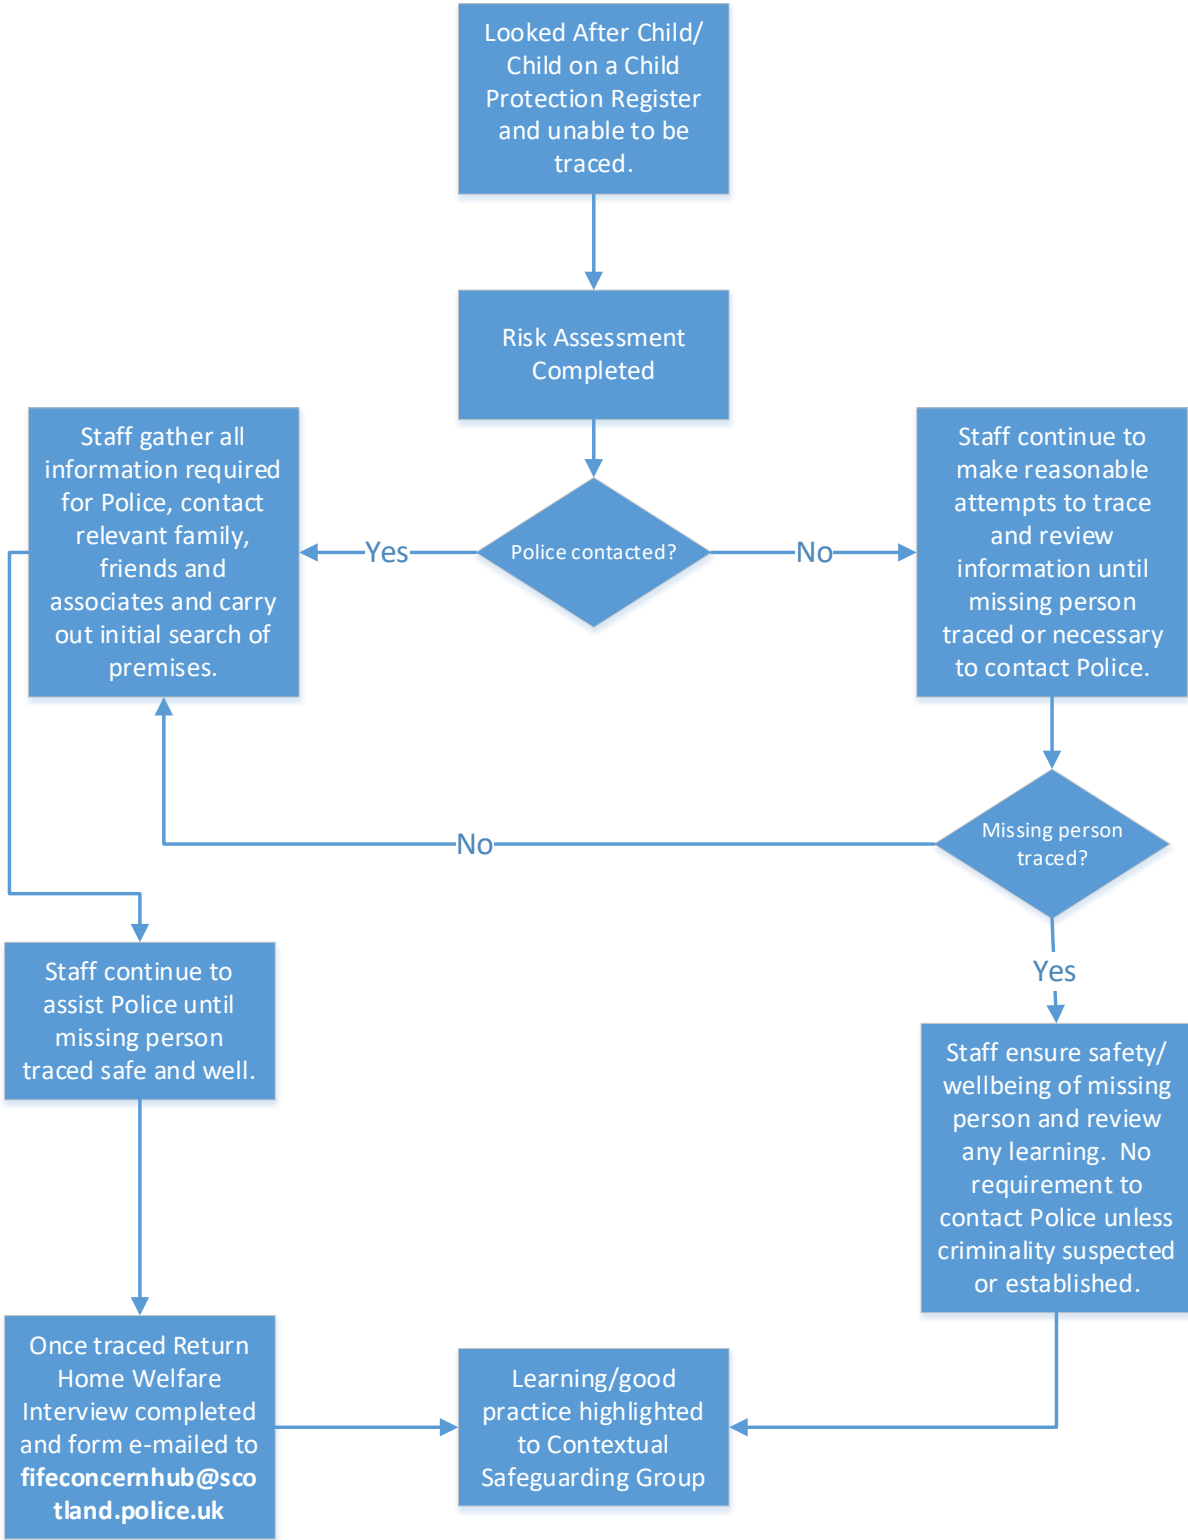 Looked After Child/
Child on a Child
Protection Register
and unable to be
traced.
Risk Assessment
Completed
Staff gather all
information required
for Police, contact
relevant family,
friends and
associates and carry
out initial search of
premises.
Yes
Police contacted?
No
Staff continue to
make reasonable
attempts to trace
and review
information until
missing person
traced or necessary
to contact Police.
No
Missing person
traced?
Yes
Staff continue to
assist Police until
missing person
traced safe and well.
Staff ensure safety/
wellbeing of missing
person and review
any learning.  No
requirement to
contact Police unless
criminality suspected
or established.
Once traced Return
Home Welfare
Interview completed
and form e-mailed to
fifeconcernhub@sco
tland.police.uk
Learning/good
practice highlighted
to Contextual
Safeguarding Group